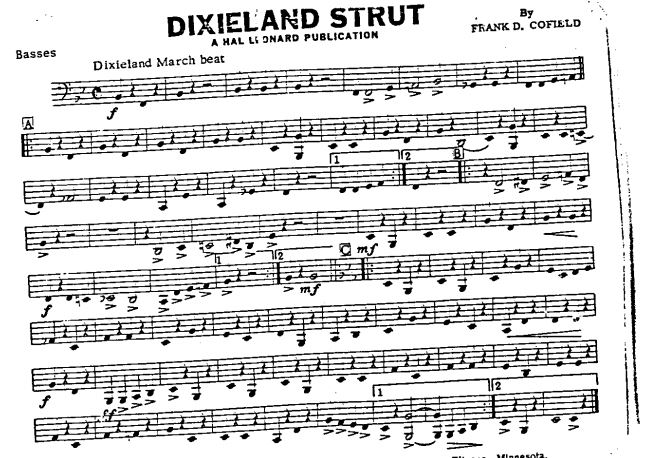 DIXIELAND STRUT
By
A HAL LEONARD PUBLICATION
FRANK D. COFIELD
Basses
Dixieland March beat
f
A
1
2
B
C
mf
1
2
f
mf
f
ff
1
2
Minnesota.